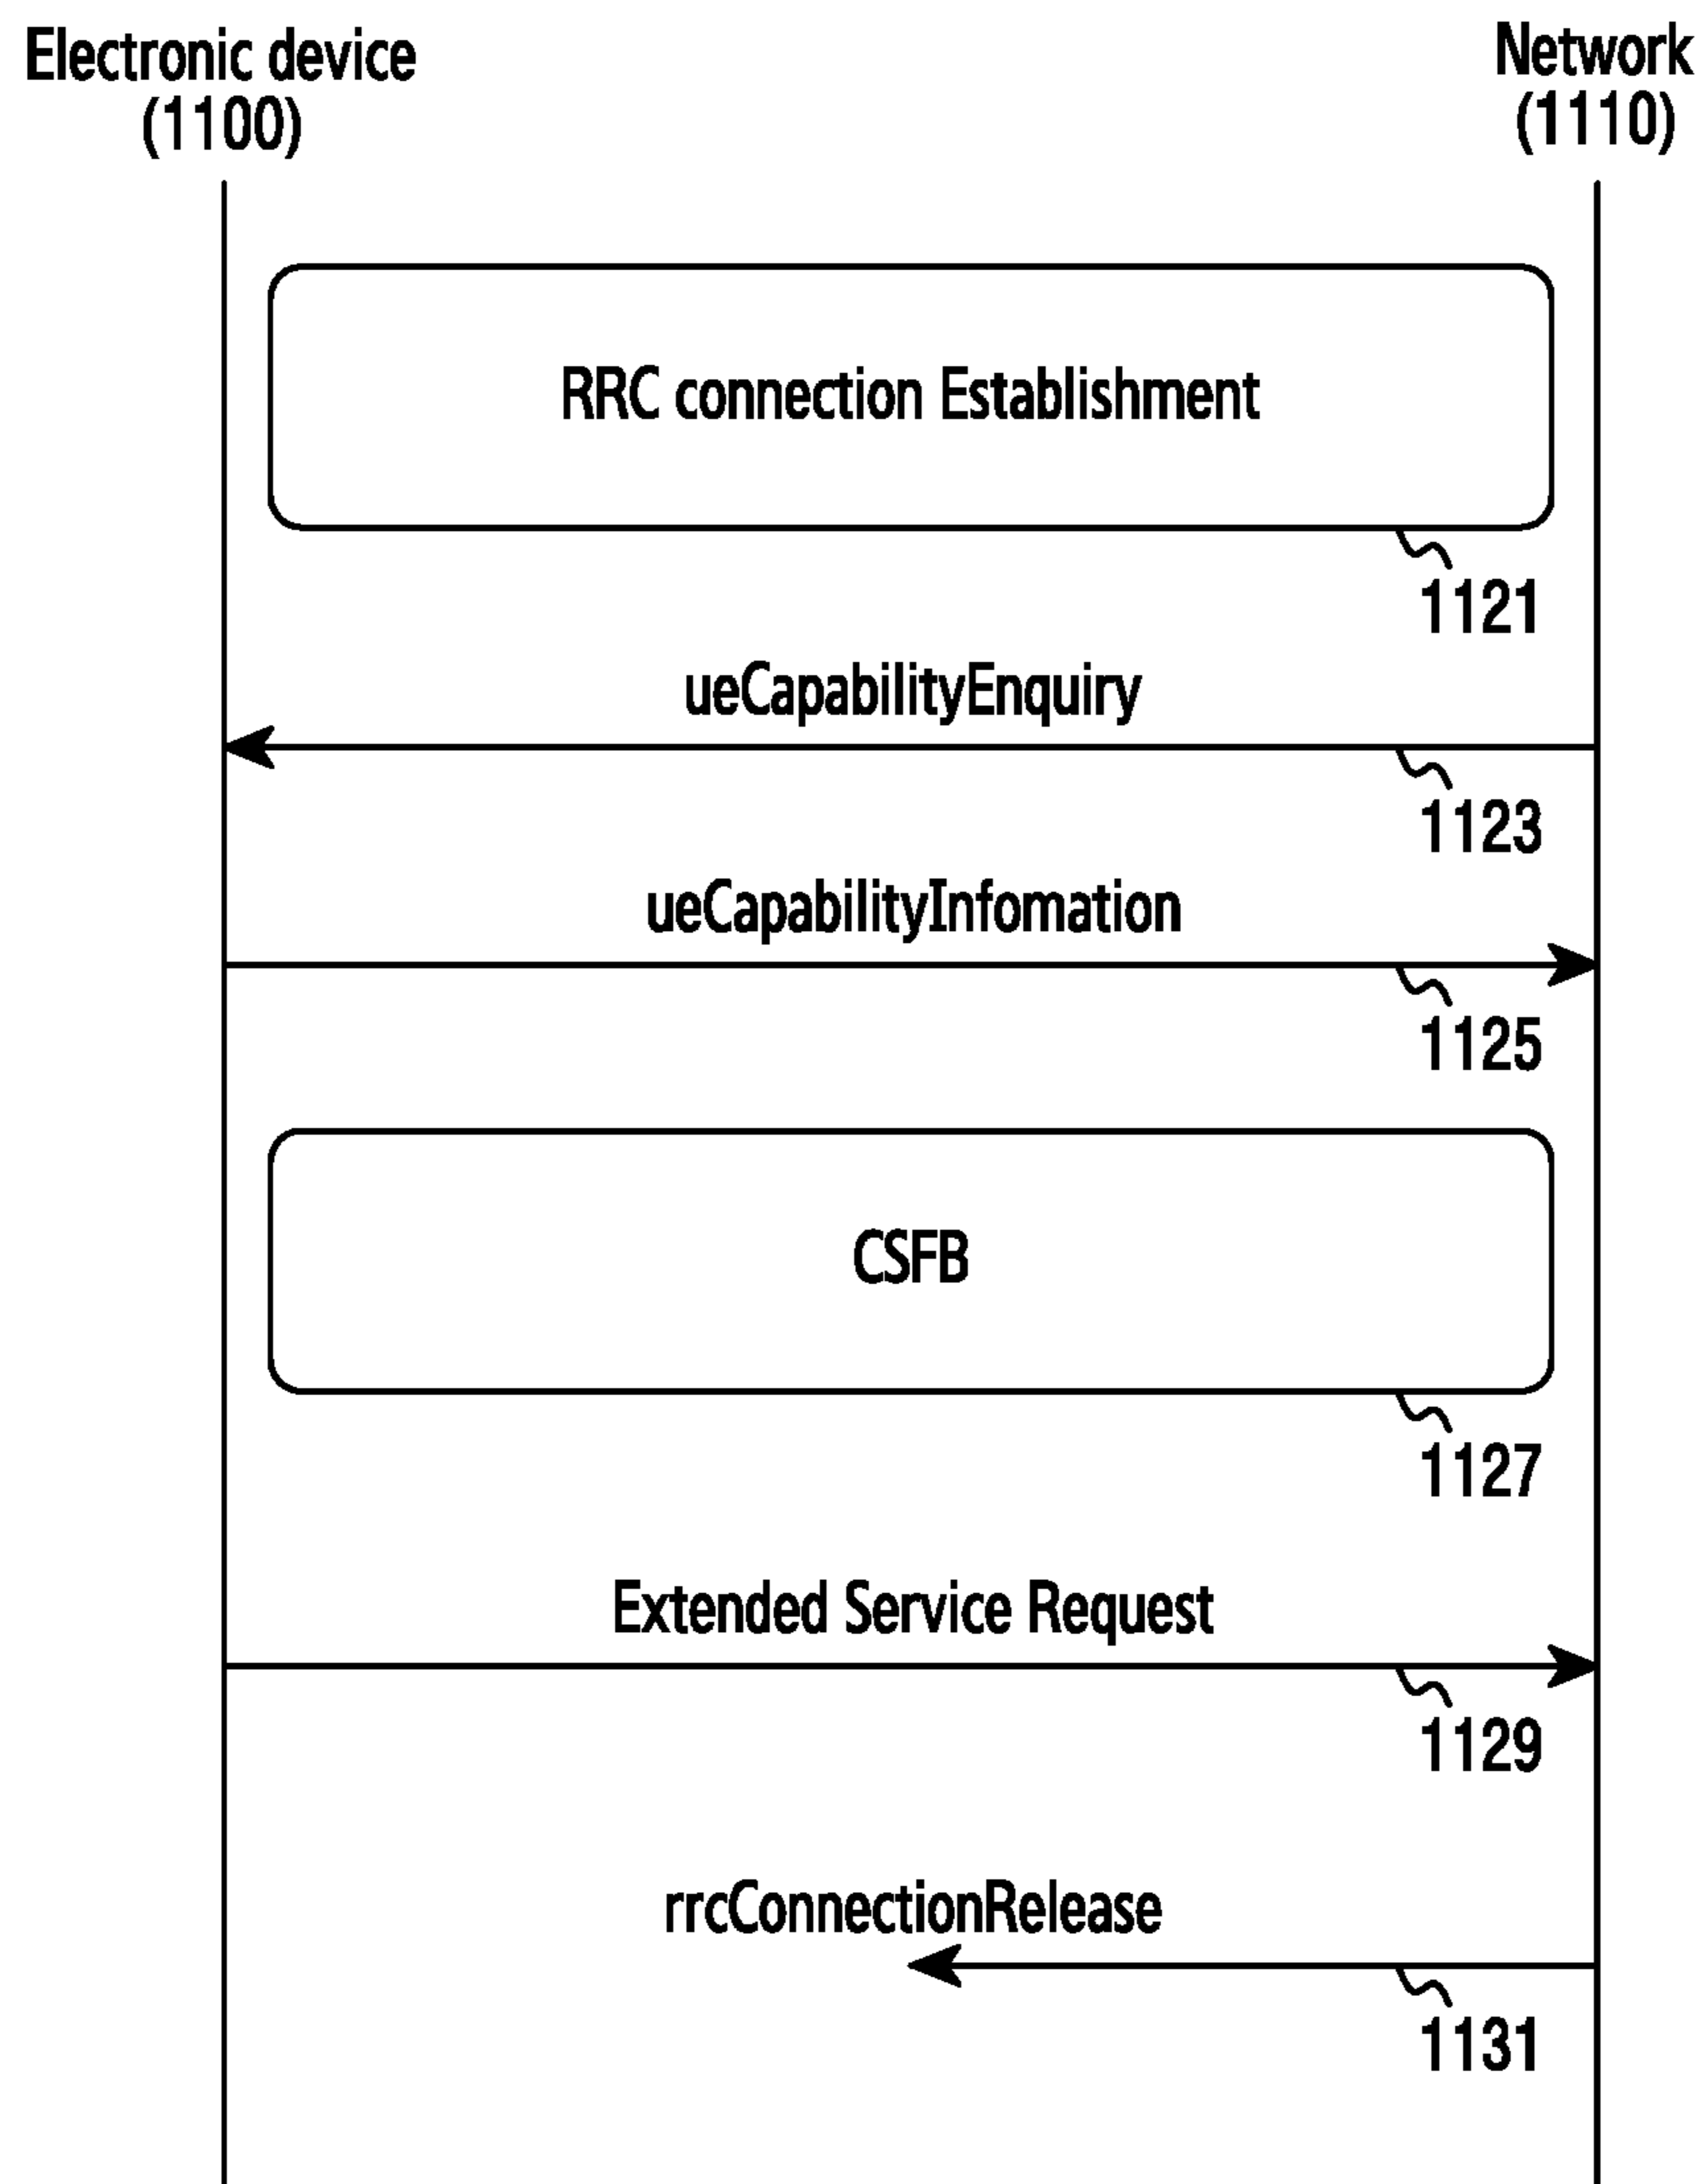 Electronic device
(1100)
Network
(1110)
RRC connection Establishment
1121
ueCapabilityEnquiry
1123
ueCapabilityInfomation
1125
CSFB
1127
Extended Service Request
1129
rrcConnectionRelease
1131